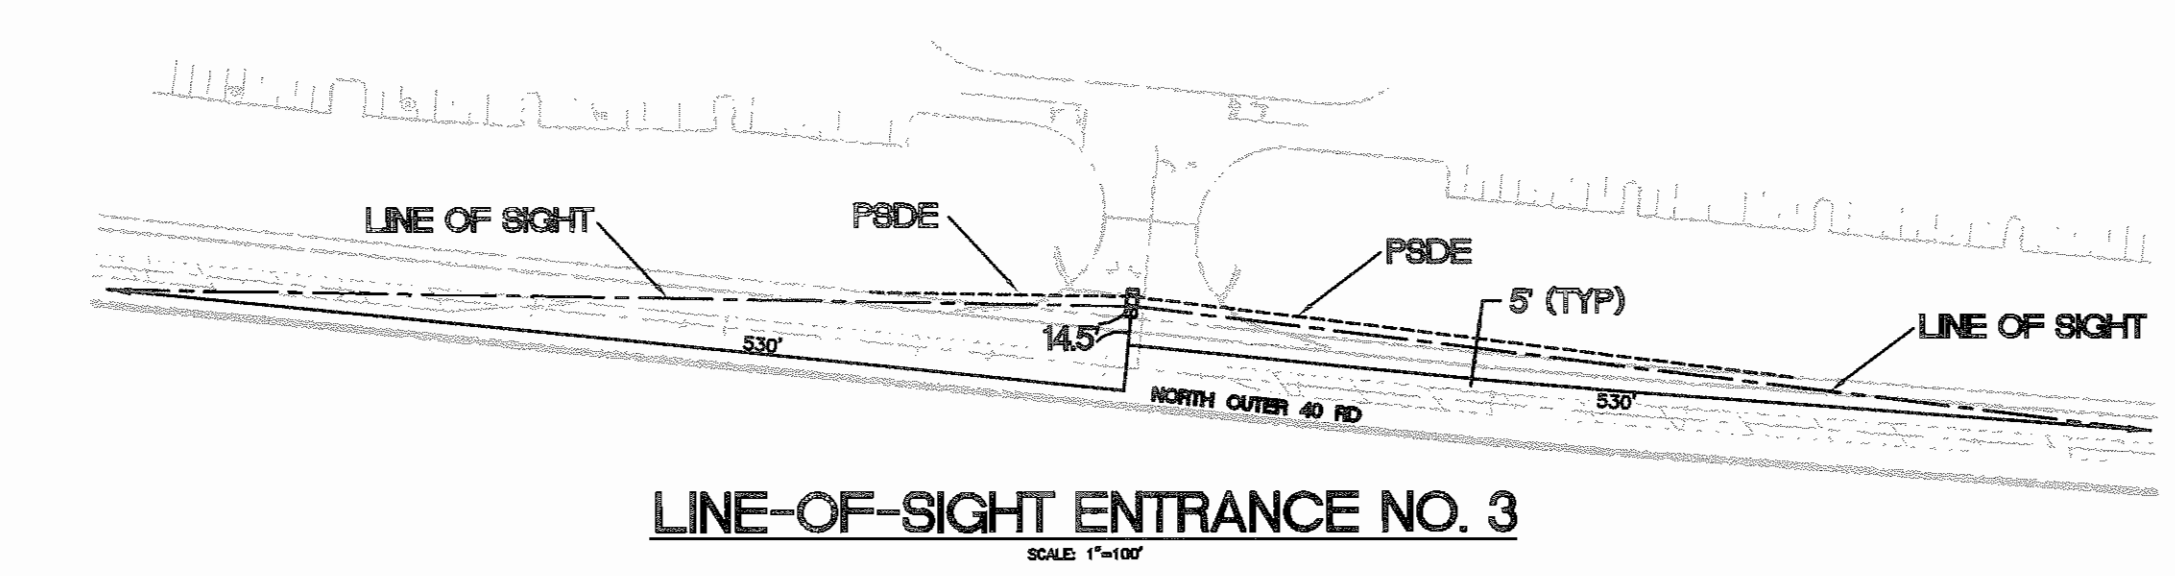 LINE OF SIGHT
PSDE
PSDE
5' (TYP)
LINE OF SIGHT
14.5'
530'
530'
NORTH OUTER 40 RD
LINE-OF-SIGHT ENTRANCE NO. 3
SCALE: 1"=100'